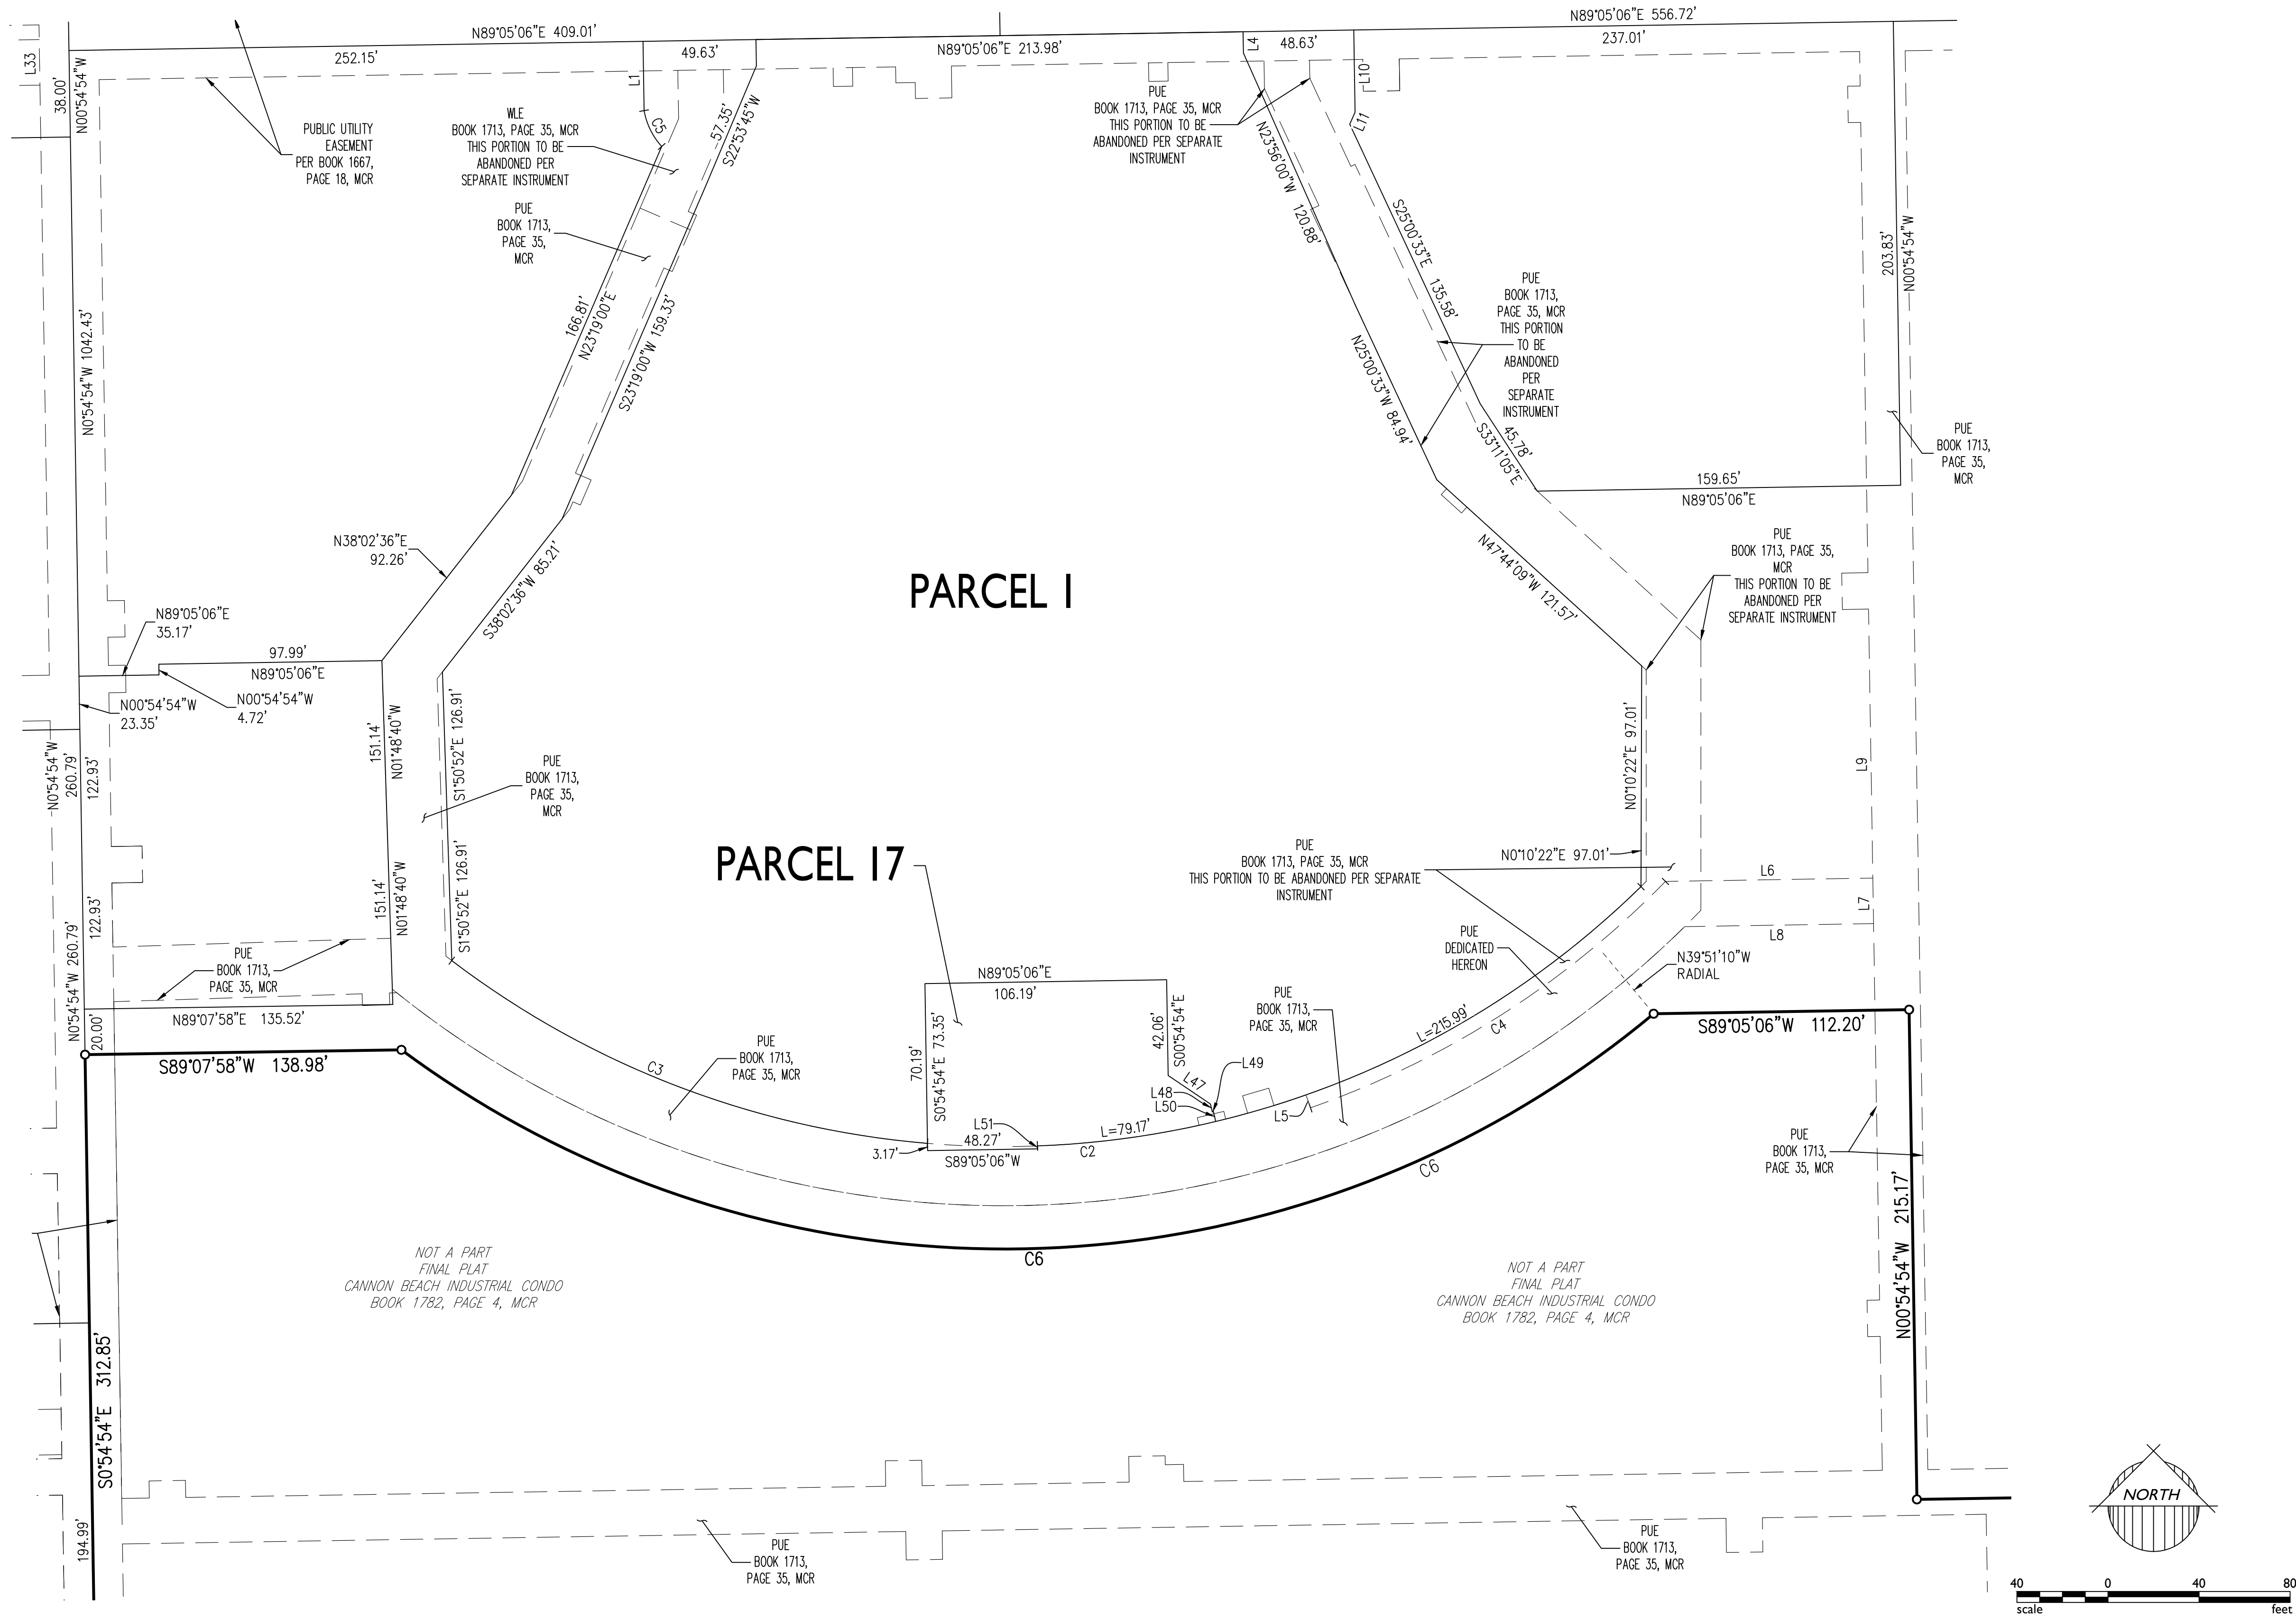 N89°05'06"E 409.01'
N89°05'06"E 556.72'
252.15'
49.63'
N89°05'06"E 213.98'
L4
48.63'
237.01'
L33
38.00'
N00°54'54"W
L1
L10
C5
57.35'
S22°53'45"W
L11
PUBLIC UTILITY
EASEMENT
PER BOOK 1667,
PAGE 18, MCR
WLE
BOOK 1713, PAGE 35, MCR
THIS PORTION TO BE
ABANDONED PER
SEPARATE INSTRUMENT
PUE
BOOK 1713, PAGE 35, MCR
THIS PORTION TO BE
ABANDONED PER SEPARATE
INSTRUMENT
PUE
BOOK 1713,
PAGE 35,
MCR
N23°56'00"W 120.88'
S25°00'33"E 135.58'
203.83'
N00°54'54"W
N0°54'54"W 1042.43'
166.81'
N23°19'00"E
S23°19'00"W 159.33'
N25°00'33"W 84.94'
PUE
BOOK 1713,
PAGE 35, MCR
THIS PORTION
TO BE
ABANDONED
PER
SEPARATE
INSTRUMENT
45.78'
S33°11'05"E
159.65'
N89°05'06"E
PUE
BOOK 1713,
PAGE 35,
MCR
N38°02'36"E
92.26'
S38°02'36"W 85.21'
PARCEL 1
N47°44'09"W 121.57'
PUE
BOOK 1713, PAGE 35,
MCR
THIS PORTION TO BE
ABANDONED PER
SEPARATE INSTRUMENT
N89°05'06"E
35.17'
97.99'
N89°05'06"E
N00°54'54"W
23.35'
N00°54'54"W
4.72'
N0°54'54"W
260.79'
122.93'
151.14'
N01°48'40"W
S1°50'52"E 126.91'
PUE
BOOK 1713,
PAGE 35,
MCR
N0°10'22"E 97.01'
L9
PARCEL 17
PUE
BOOK 1713, PAGE 35, MCR
THIS PORTION TO BE ABANDONED PER SEPARATE
INSTRUMENT
N0°10'22"E 97.01'
L6
L7
L8
122.93'
N0°54'54"W 260.79'
151.14'
N01°48'40"W
S1°50'52"E 126.91'
PUE
BOOK 1713,
PAGE 35, MCR
PUE
DEDICATED
HEREON
N39°51'10"W
RADIAL
N89°05'06"E
106.19'
N89°07'58"E 135.52'
20.00'
PUE
BOOK 1713,
PAGE 35, MCR
S89°07'58"W 138.98'
S89°05'06"W 112.20'
PUE
BOOK 1713,
PAGE 35, MCR
C3
70.19'
S0°54'54"E 73.35'
42.06'
S00°54'54"E
L47
L49
L48
L50
L5
L=215.99'
C4
L51
48.27'
S89°05'06"W
3.17'
L=79.17'
C2
C6
C6
PUE
BOOK 1713,
PAGE 35, MCR
N00°54'54"W 215.17'
NOT A PART
FINAL PLAT
CANNON BEACH INDUSTRIAL CONDO
BOOK 1782, PAGE 4, MCR
NOT A PART
FINAL PLAT
CANNON BEACH INDUSTRIAL CONDO
BOOK 1782, PAGE 4, MCR
S0°54'54"E 312.85'
194.99'
PUE
BOOK 1713,
PAGE 35, MCR
PUE
BOOK 1713,
PAGE 35, MCR
NORTH
40 0 40 80
scale feet